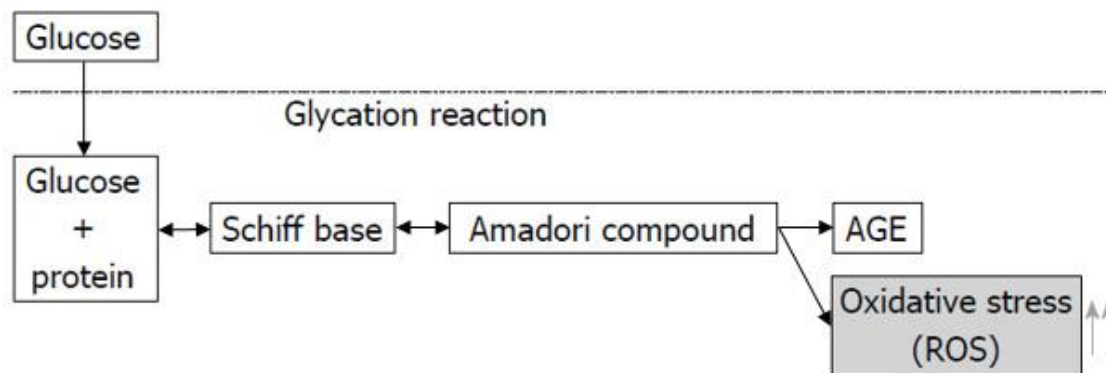 Glucose
Glycation reaction
Glucose
+
protein
Schiff base
Amadori compound
AGE
Oxidative stress
(ROS)